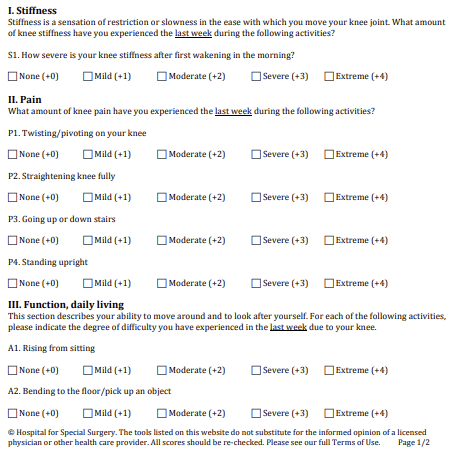 I. Stiffness
Stiffness is a sensation of restriction or slowness in the ease with which you move your knee joint. What amount
of knee stiffness have you experienced the last week during the following activities?
S1. How severe is your knee stiffness after first wakening in the morning?
None (+0) Mild (+1) Moderate (+2) Severe (+3) Extreme (+4)
II. Pain
What amount of knee pain have you experienced the last week during the following activities?
P1. Twisting/pivoting on your knee
None (+0) Mild (+1) Moderate (+2) Severe (+3) Extreme (+4)
P2. Straightening knee fully
None (+0) Mild (+1) Moderate (+2) Severe (+3) Extreme (+4)
P3. Going up or down stairs
None (+0) Mild (+1) Moderate (+2) Severe (+3) Extreme (+4)
P4. Standing upright
None (+0) Mild (+1) Moderate (+2) Severe (+3) Extreme (+4)
III. Function, daily living
This section describes your ability to move around and to look after yourself. For each of the following activities,
please indicate the degree of difficulty you have experienced in the last week due to your knee.
A1. Rising from sitting
None (+0) Mild (+1) Moderate (+2) Severe (+3) Extreme (+4)
A2. Bending to the floor/pick up an object
None (+0) Mild (+1) Moderate (+2) Severe (+3) Extreme (+4)
© Hospital for Special Surgery. The tools listed on this website do not substitute for the informed opinion of a licensed
physician or other health care provider. All scores should be re-checked. Please see our full Terms of Use. Page 1/2